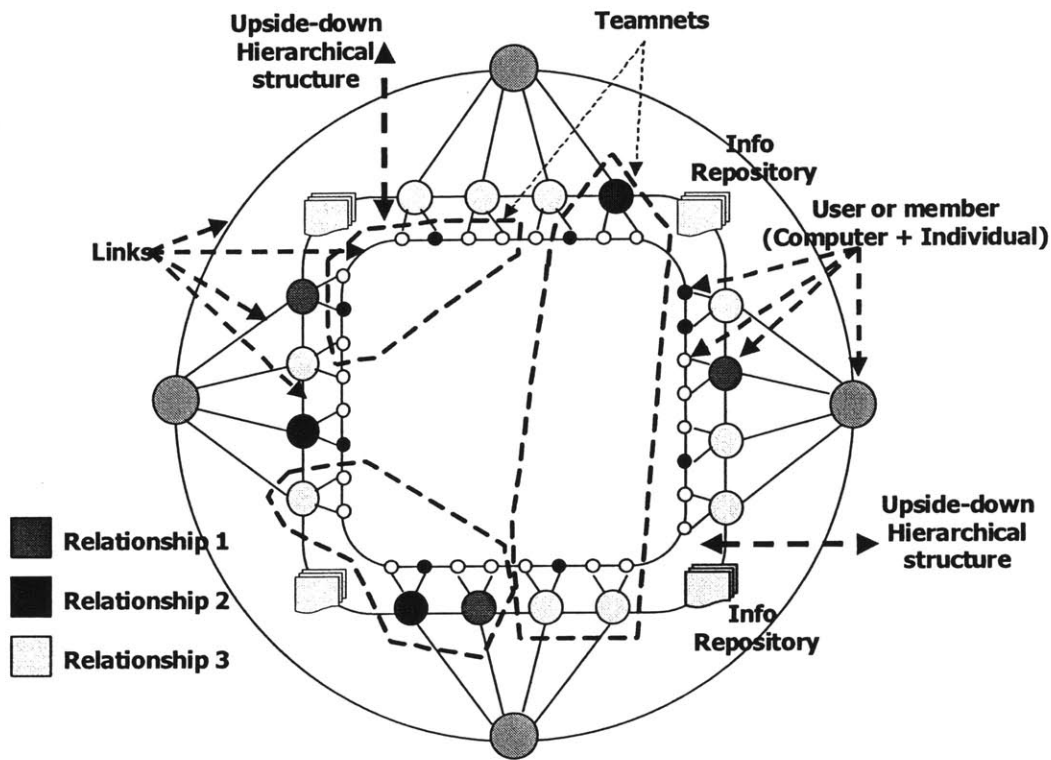 Upside-down
Hierarchical
structure
Teamnets
Info
Repository
User or member
(Computer + Individual)
Links
Upside-down
Hierarchical
structure
Relationship 1
Relationship 2
Relationship 3
Info
Repository